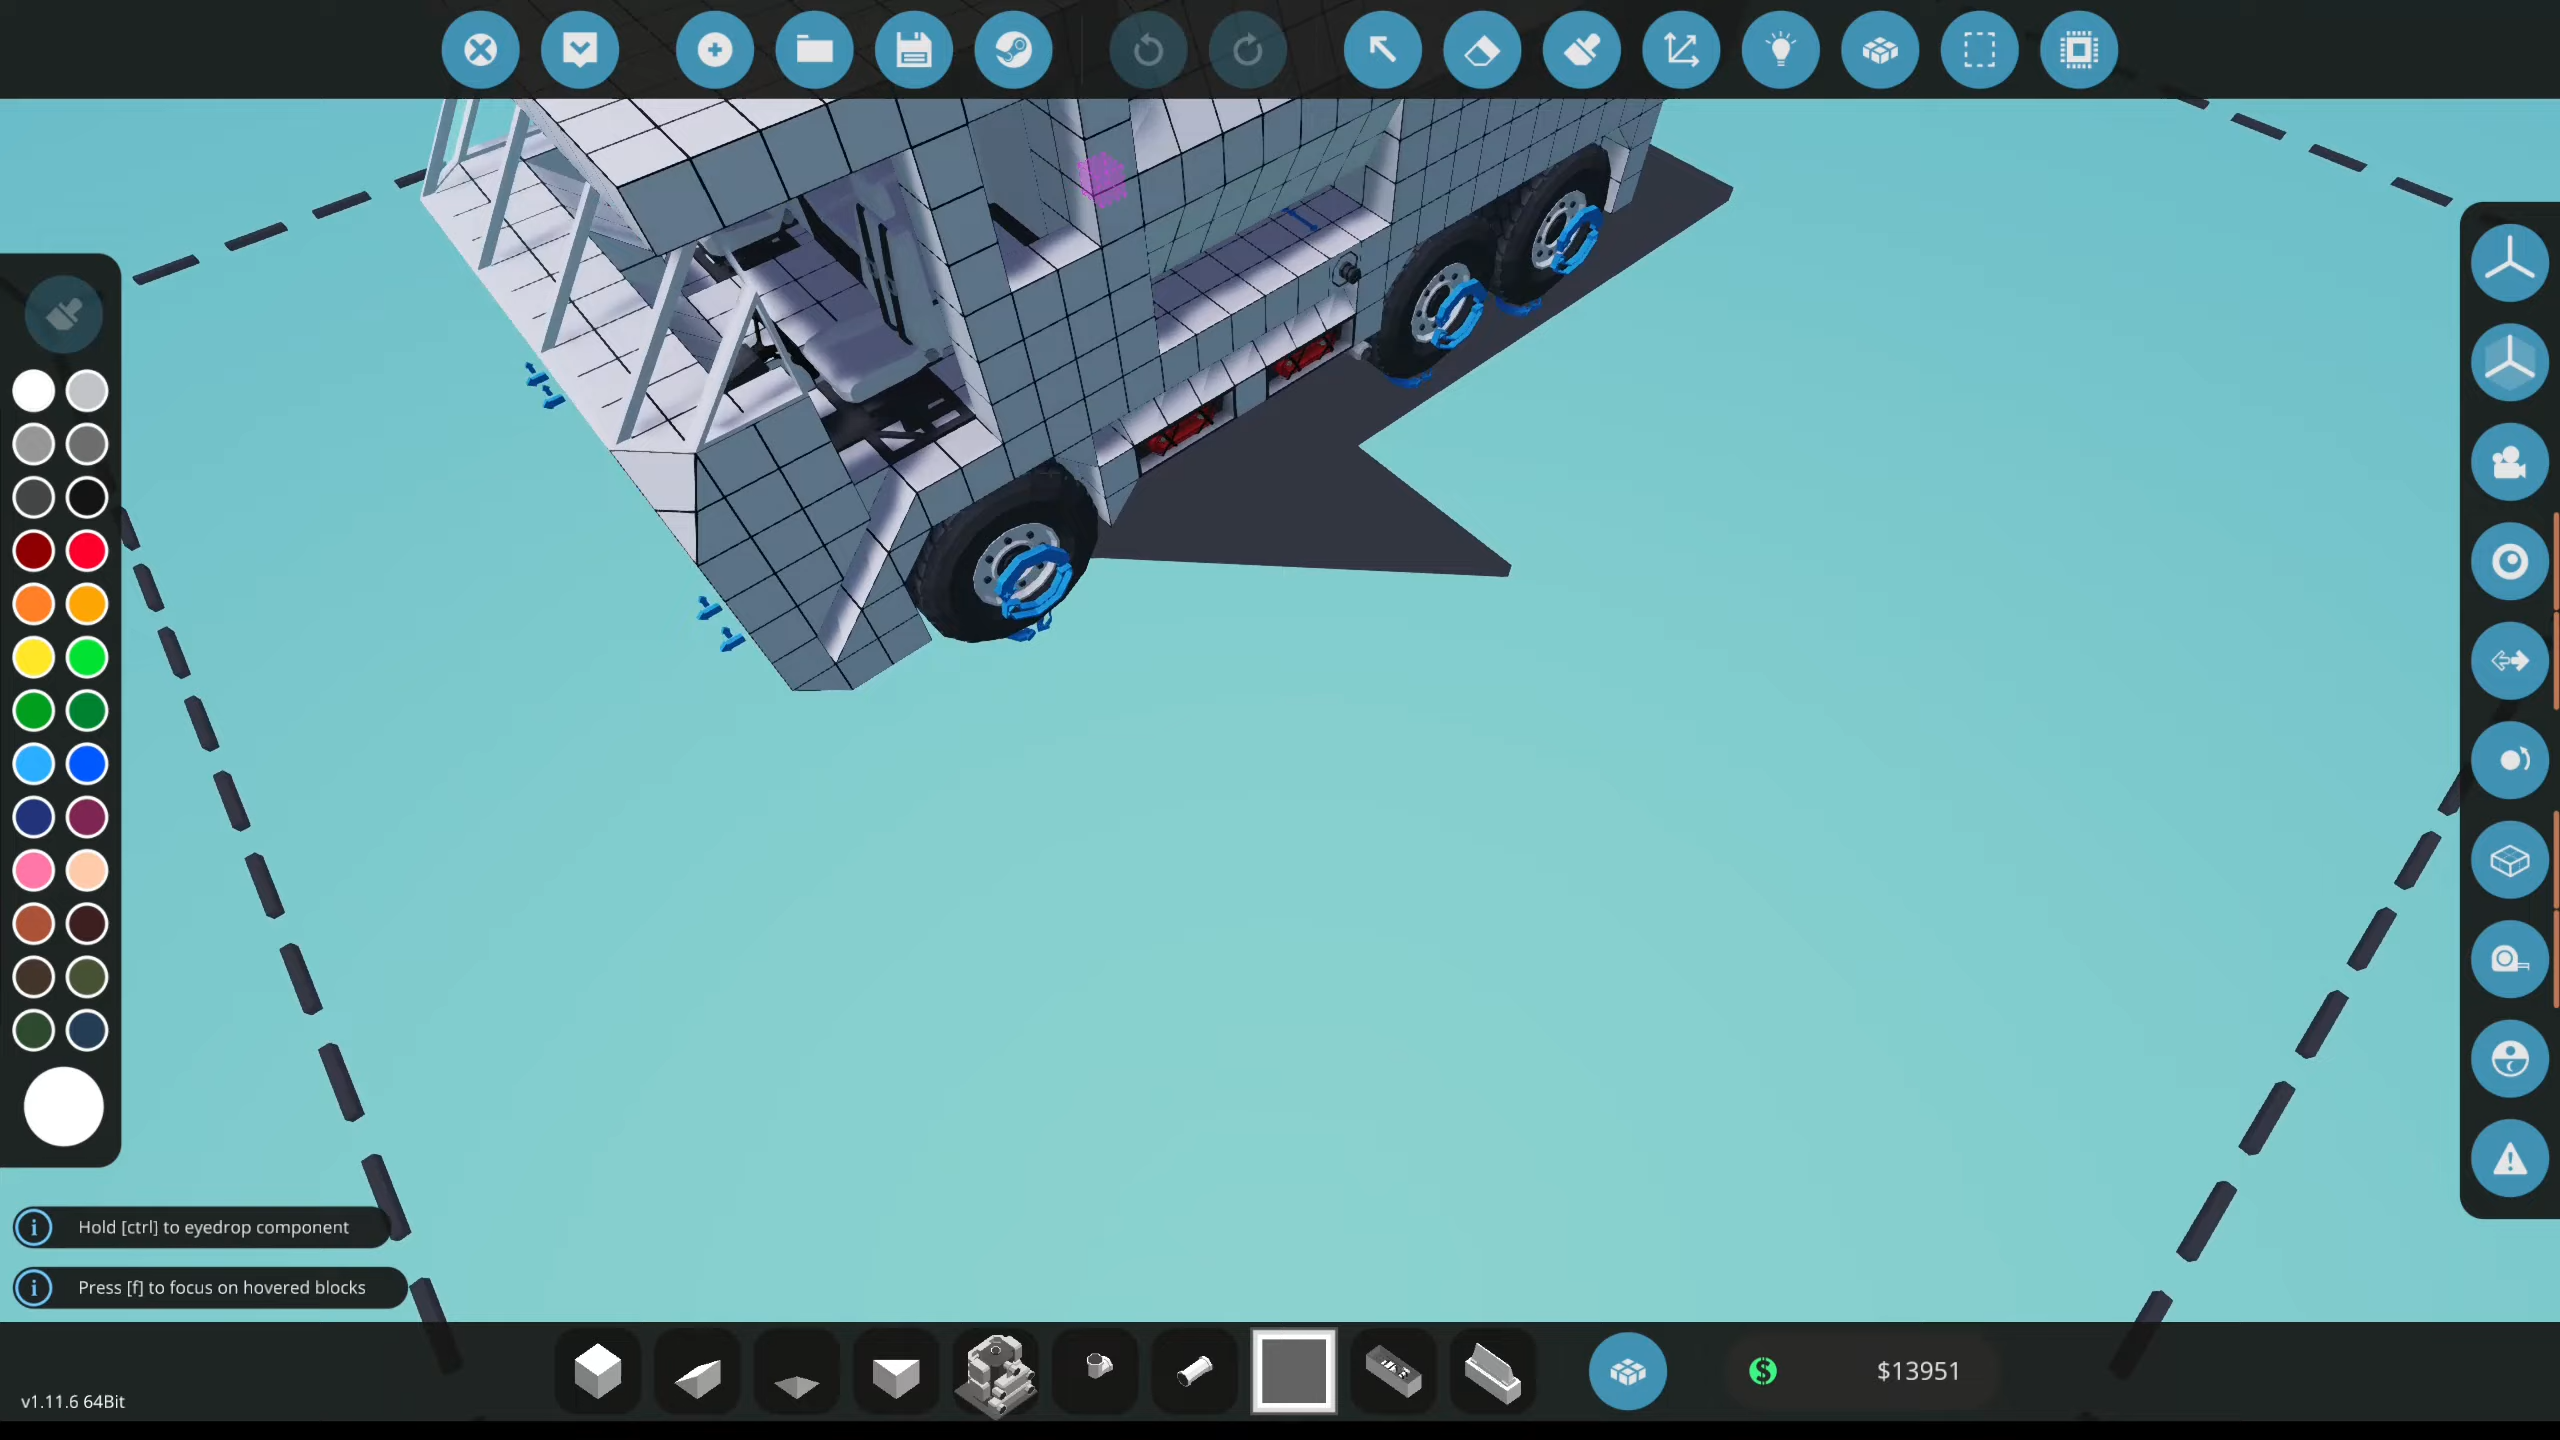 Hold [ctrl] to eyedrop component
Press [f] to focus on hovered blocks
$13951
v1.11.6 64Bit